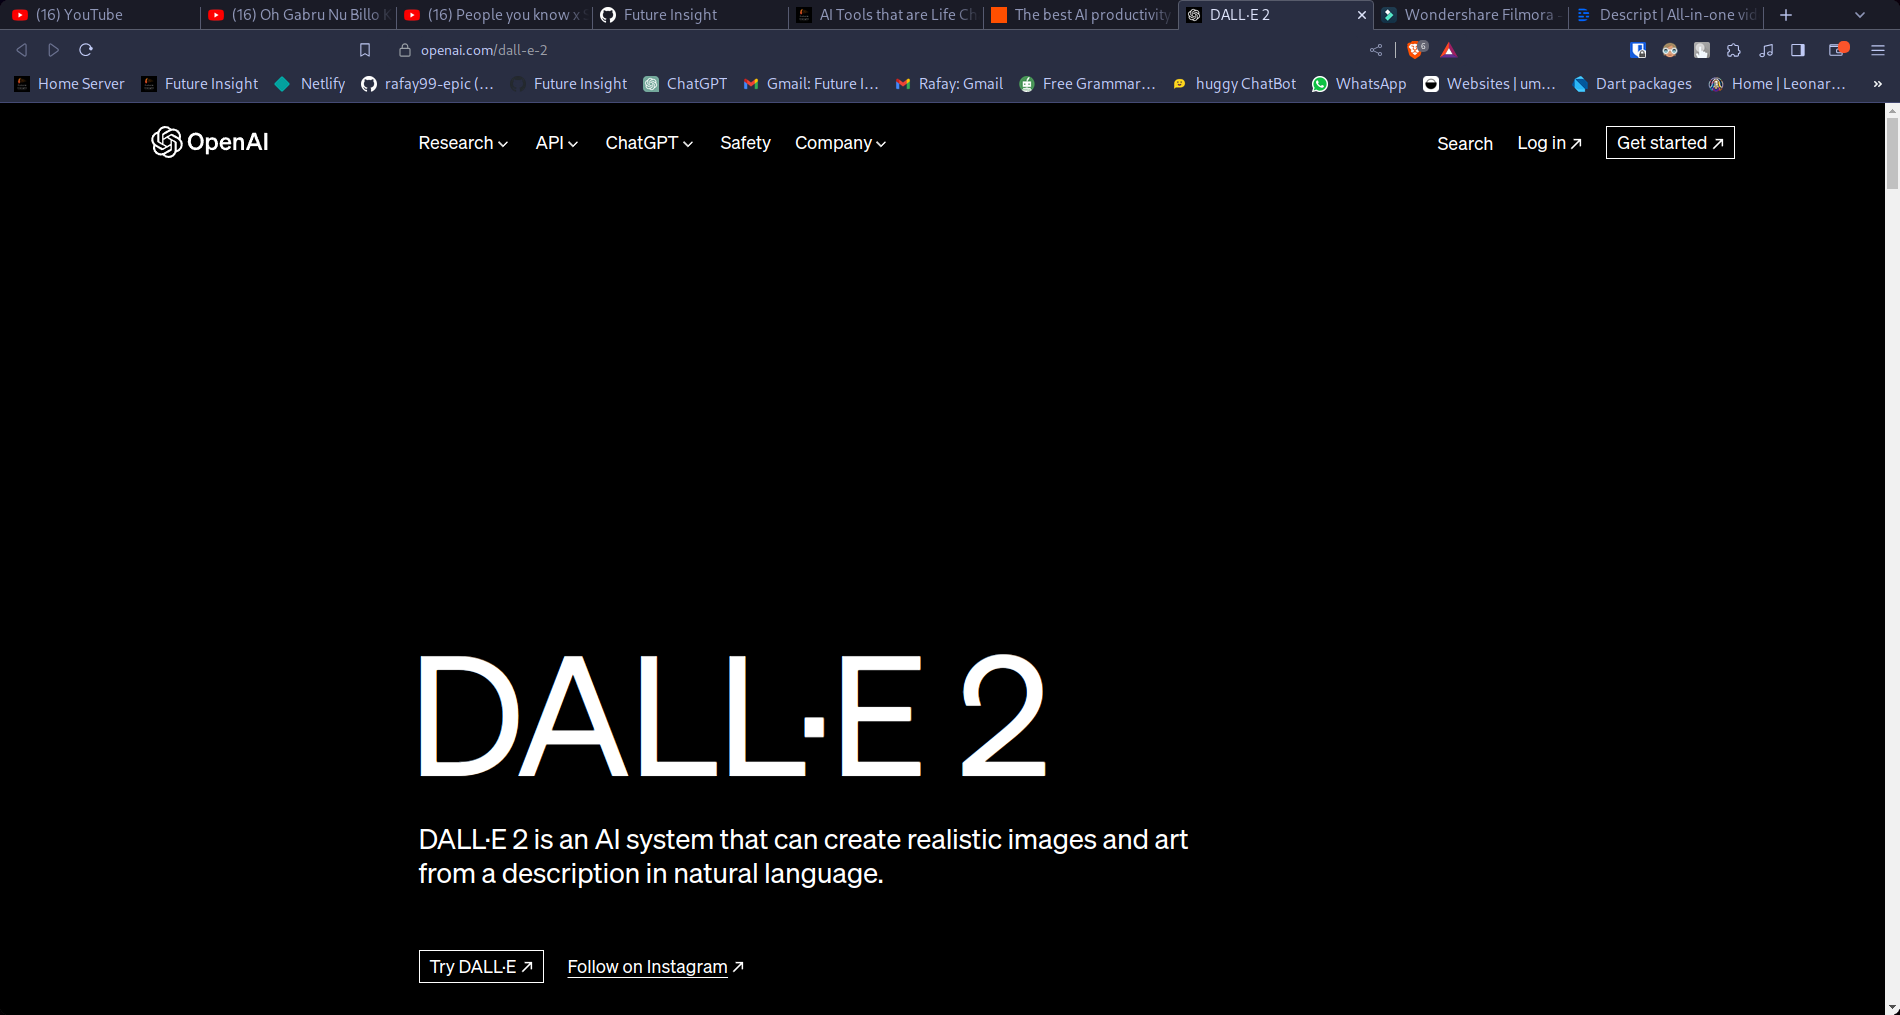 (16) YouTube
(16) Oh Gabru Nu Billo K
(16) People you know x S
Future Insight
AI Tools that are Life Ch
The best AI productivity
DALL·E 2
Wondershare Filmora -
Descript | All-in-one vid
openai.com/dall-e-2
6
Home Server
Future Insight
Netlify
rafay99-epic (...
Future Insight
ChatGPT
Gmail: Future I...
Rafay: Gmail
Free Grammar...
huggy ChatBot
WhatsApp
Websites | um...
Dart packages
Home | Leonar...
»
OpenAI
Research
API
ChatGPT
Safety
Company
Search
Log in ↗
Get started ↗
DALL·E 2
DALL·E 2 is an AI system that can create realistic images and art
from a description in natural language.
Try DALL·E ↗
Follow on Instagram ↗